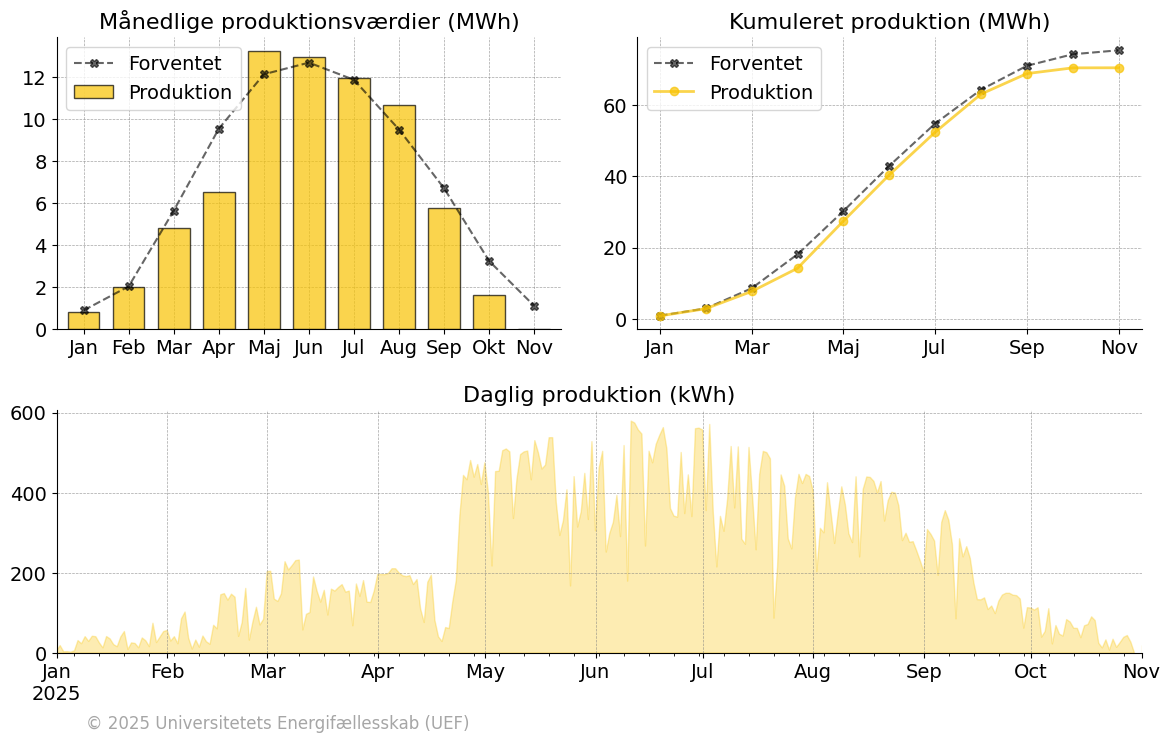 Månedlige produktionsværdier (MWh)
Forventet
Produktion
12
10
8
6
4
2
0
Jan Feb Mar Apr Maj Jun Jul Aug Sep Okt Nov
Kumuleret produktion (MWh)
Forventet
Produktion
60
40
20
0
Jan Mar Maj Jul Sep Nov
Daglig produktion (kWh)
600
400
200
0
Jan Feb Mar Apr May Jun Jul Aug Sep Oct Nov
2025
© 2025 Universitetets Energifællesskab (UEF)